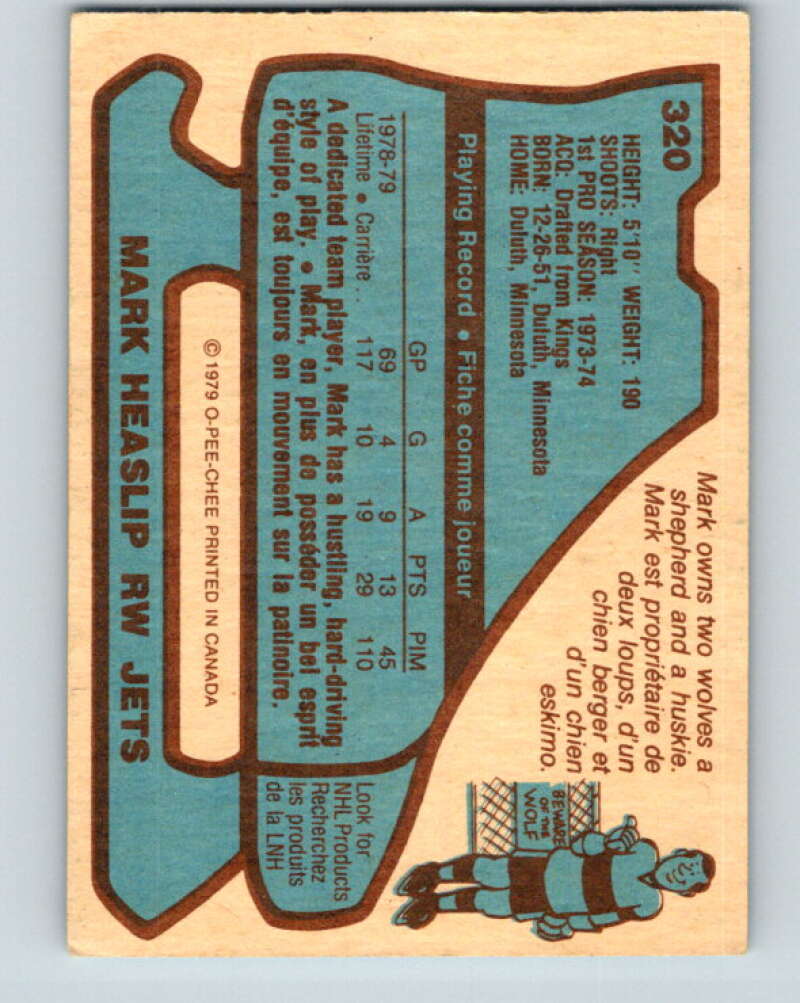 320
HEIGHT: 5'10" WEIGHT: 190
SHOOTS: Right
1st PRO SEASON: 1973-74
ACQ: Drafted from Kings
BORN: 12-26-51, Duluth, Minnesota
HOME: Duluth, Minnesota
Mark owns two wolves a
shepherd and a huskie.
Mark est propriétaire de
deux loups, d'un
chien berger et
d'un chien
eskimo.
BEWARE
OF THE
WOLF
Playing Record • Fiche comme joueur
GP G A PTS PIM
1978-79 69 4 9 13 45
Lifetime • Carrière . . 117 10 19 29 110
A dedicated team player, Mark has a hustling, hard-driving
style of play. • Mark, en plus de posséder un bel esprit
d'équipe, est toujours en mouvement sur la patinoire.
Look for
NHL Products
Recherchez
les produits
de la LNH
© 1979 O-PEE-CHEE PRINTED IN CANADA
MARK HEASLIP RW JETS